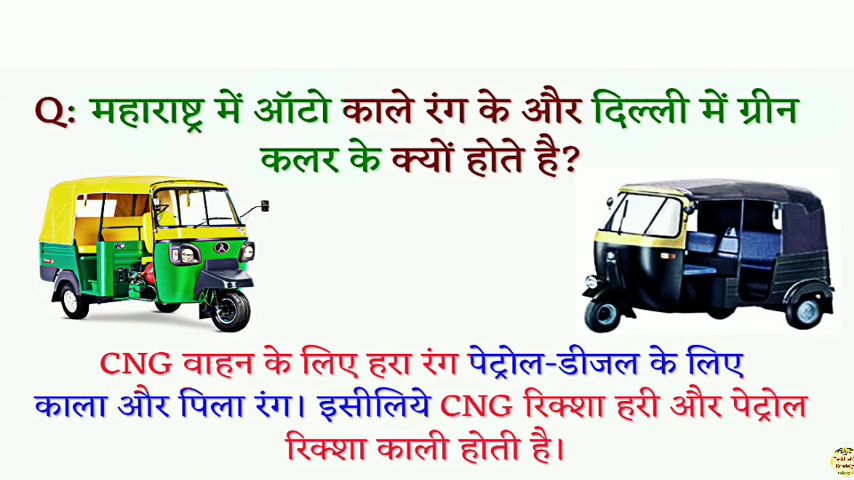 Q: महाराष्ट्र में ऑटो काले रंग के और दिल्ली में ग्रीन
कलर के क्यों होते है?
CNG वाहन के लिए हरा रंग पेट्रोल-डीजल के लिए
काला और पिला रंग। इसीलिये CNG रिक्शा हरी और पेट्रोल
रिक्शा काली होती है।